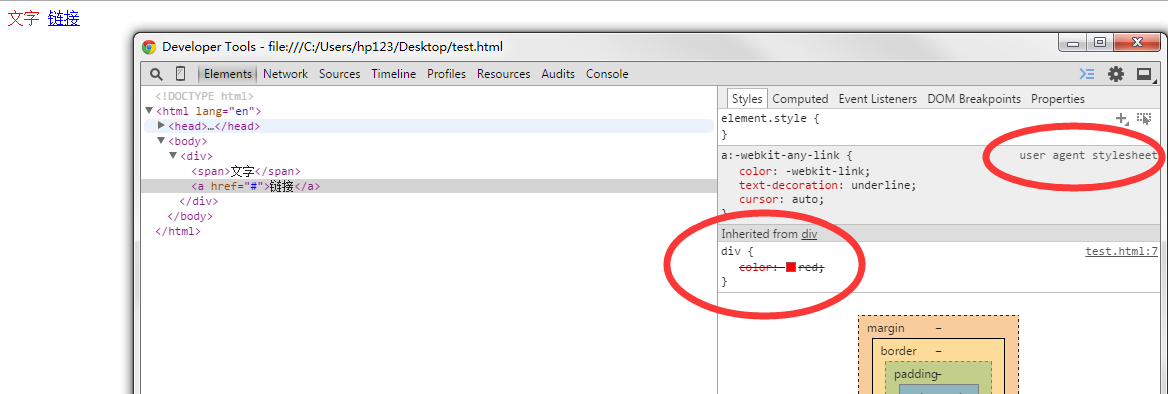 文字 链接
Developer Tools - file:///C:/Users/hp123/Desktop/test.html
Elements Network Sources Timeline Profiles Resources Audits Console
<!DOCTYPE html>
<html lang="en">
<head>…</head>
<body>
<div>
<span>文字</span>
<a href="#">链接</a>
</div>
</body>
</html>
Styles Computed Event Listeners DOM Breakpoints Properties
element.style {
}
a:-webkit-any-link { user agent stylesheet
color: -webkit-link;
text-decoration: underline;
cursor: auto;
}
Inherited from div
div { test.html:7
color: red;
}
margin –
border –
padding–